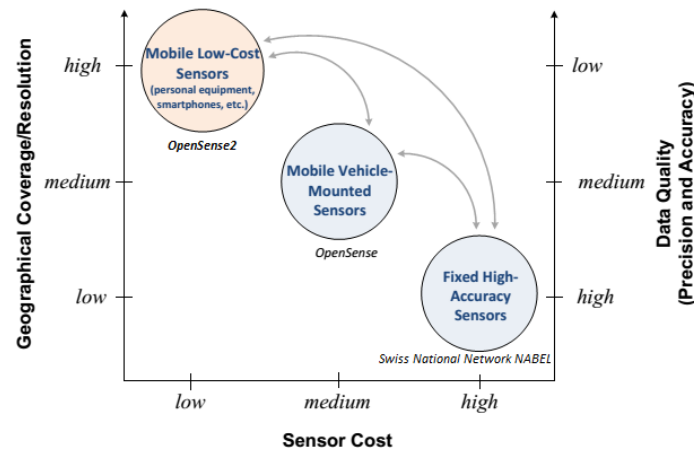 Geographical Coverage/Resolution
high
medium
low
Mobile Low-Cost
Sensors
(personal equipment,
smartphones, etc.)
OpenSense2
Mobile Vehicle-
Mounted
Sensors
OpenSense
Fixed High-
Accuracy
Sensors
Swiss National Network NABEL
low
medium
high
Data Quality
(Precision and Accuracy)
low
medium
high
Sensor Cost